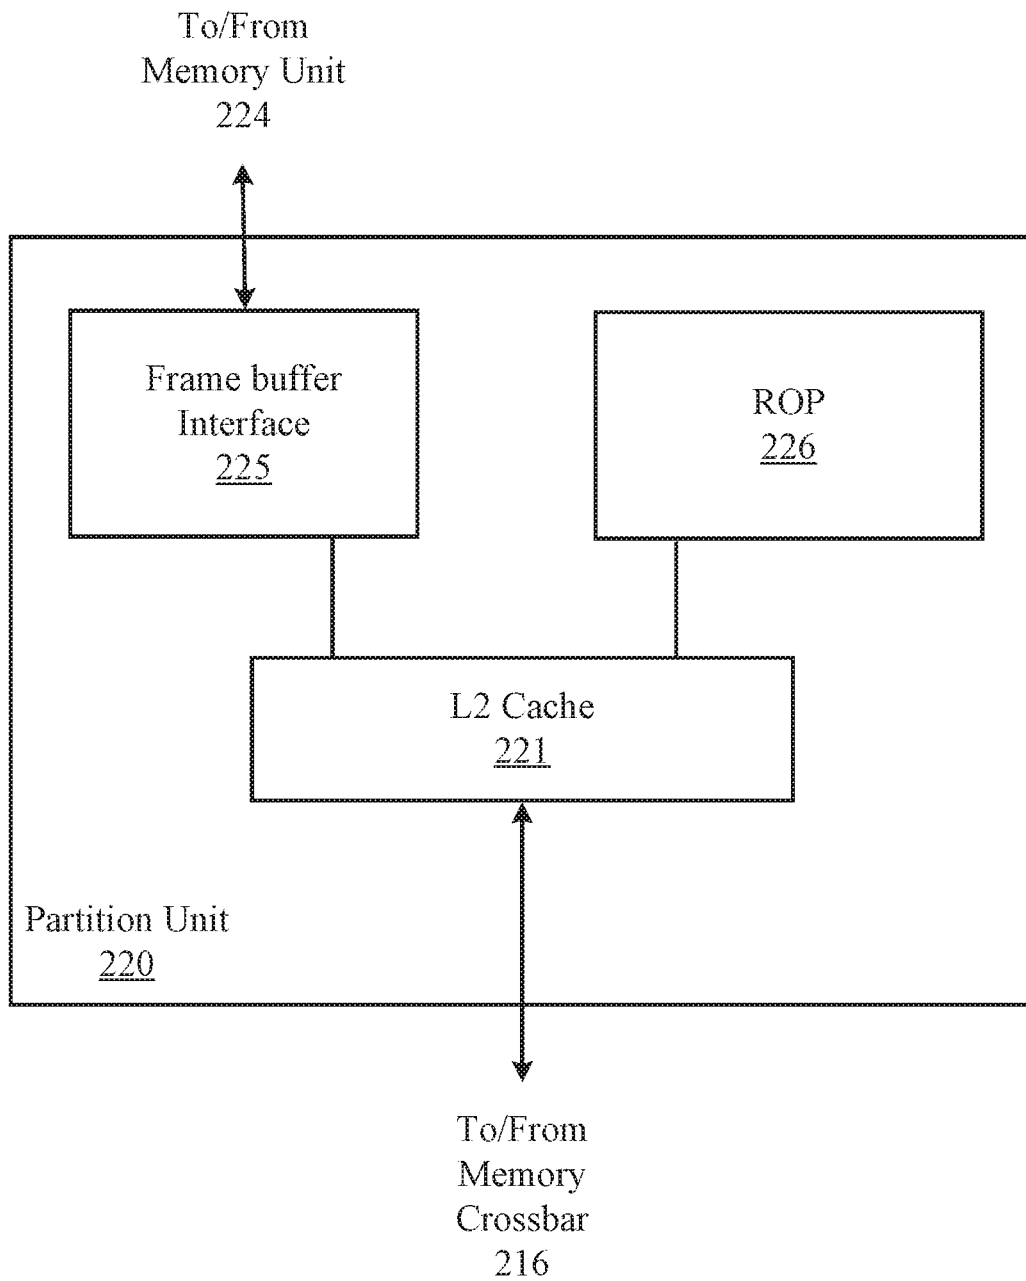 To/From
Memory Unit
224
Frame buffer
Interface
225
ROP
226
L2 Cache
221
Partition Unit
220
To/From
Memory
Crossbar
216